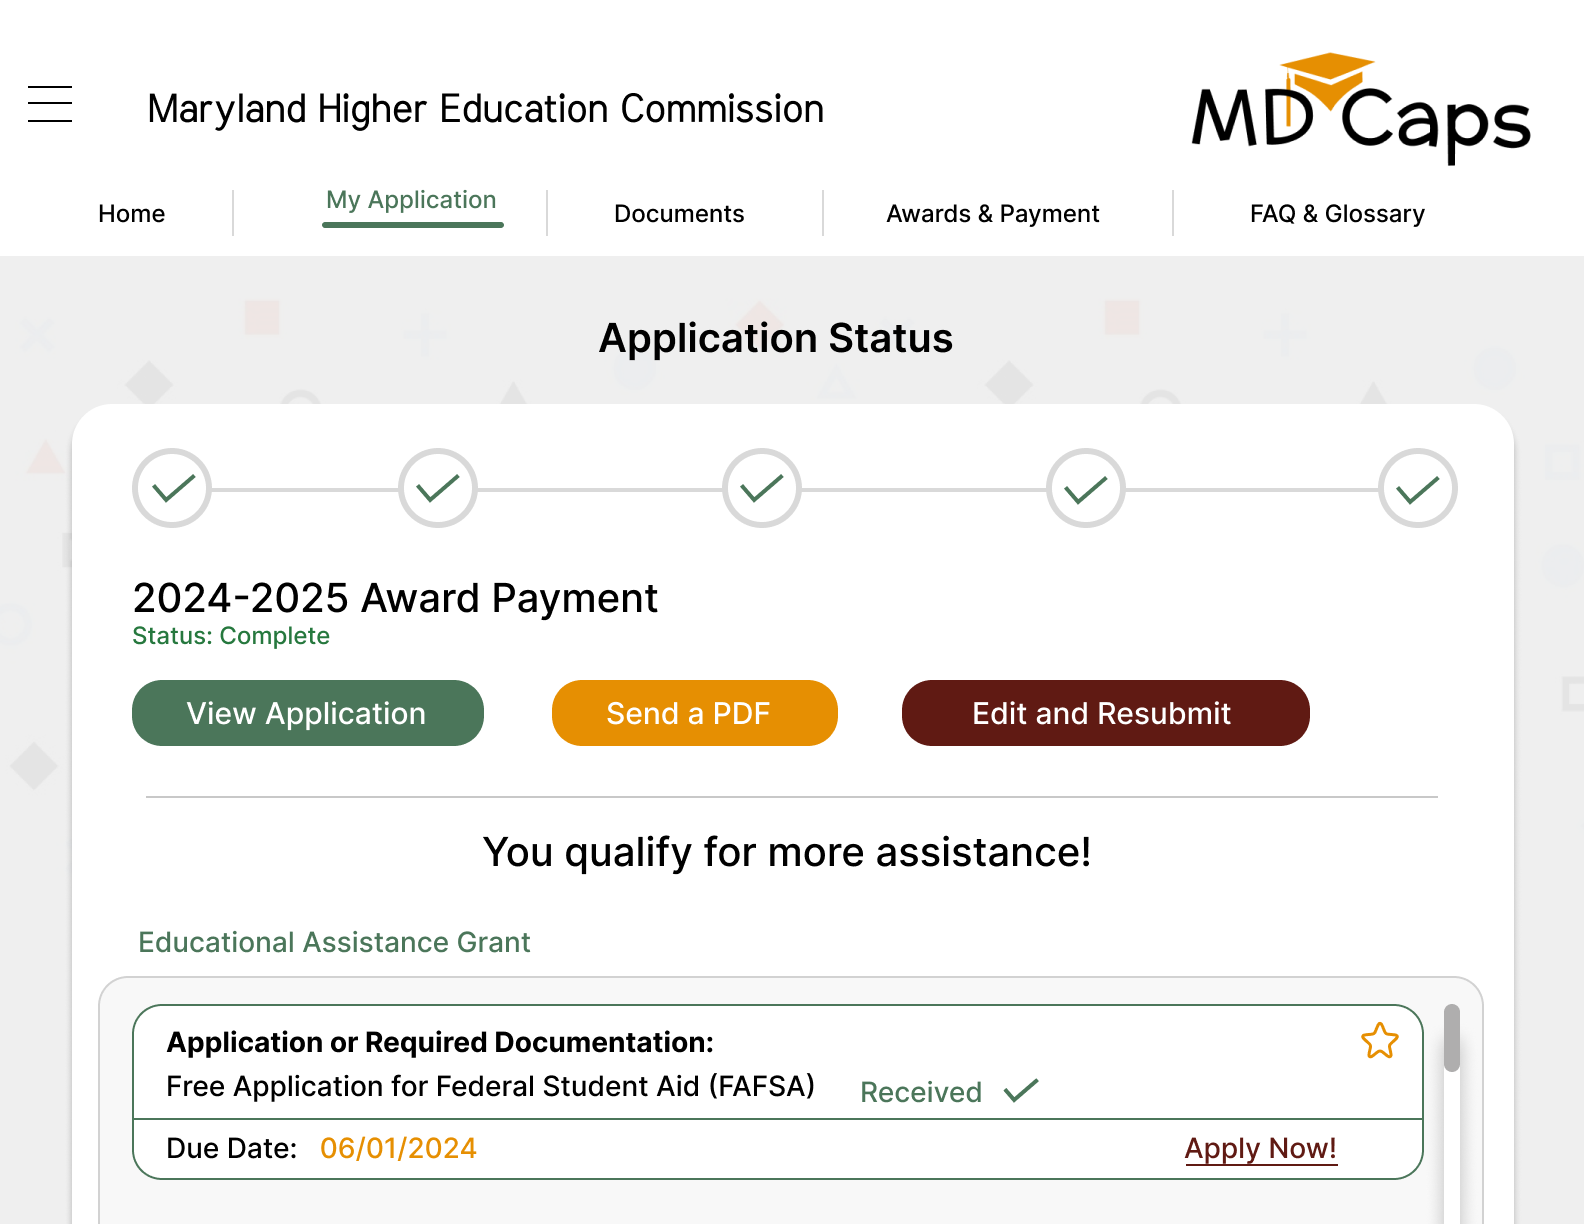 Maryland Higher Education Commission
MD Caps
Home
My Application
Documents
Awards & Payment
FAQ & Glossary
Application Status
2024-2025 Award Payment
Status: Complete
View Application
Send a PDF
Edit and Resubmit
You qualify for more assistance!
Educational Assistance Grant
Application or Required Documentation:
Free Application for Federal Student Aid (FAFSA)
Received
Due Date: 06/01/2024
Apply Now!